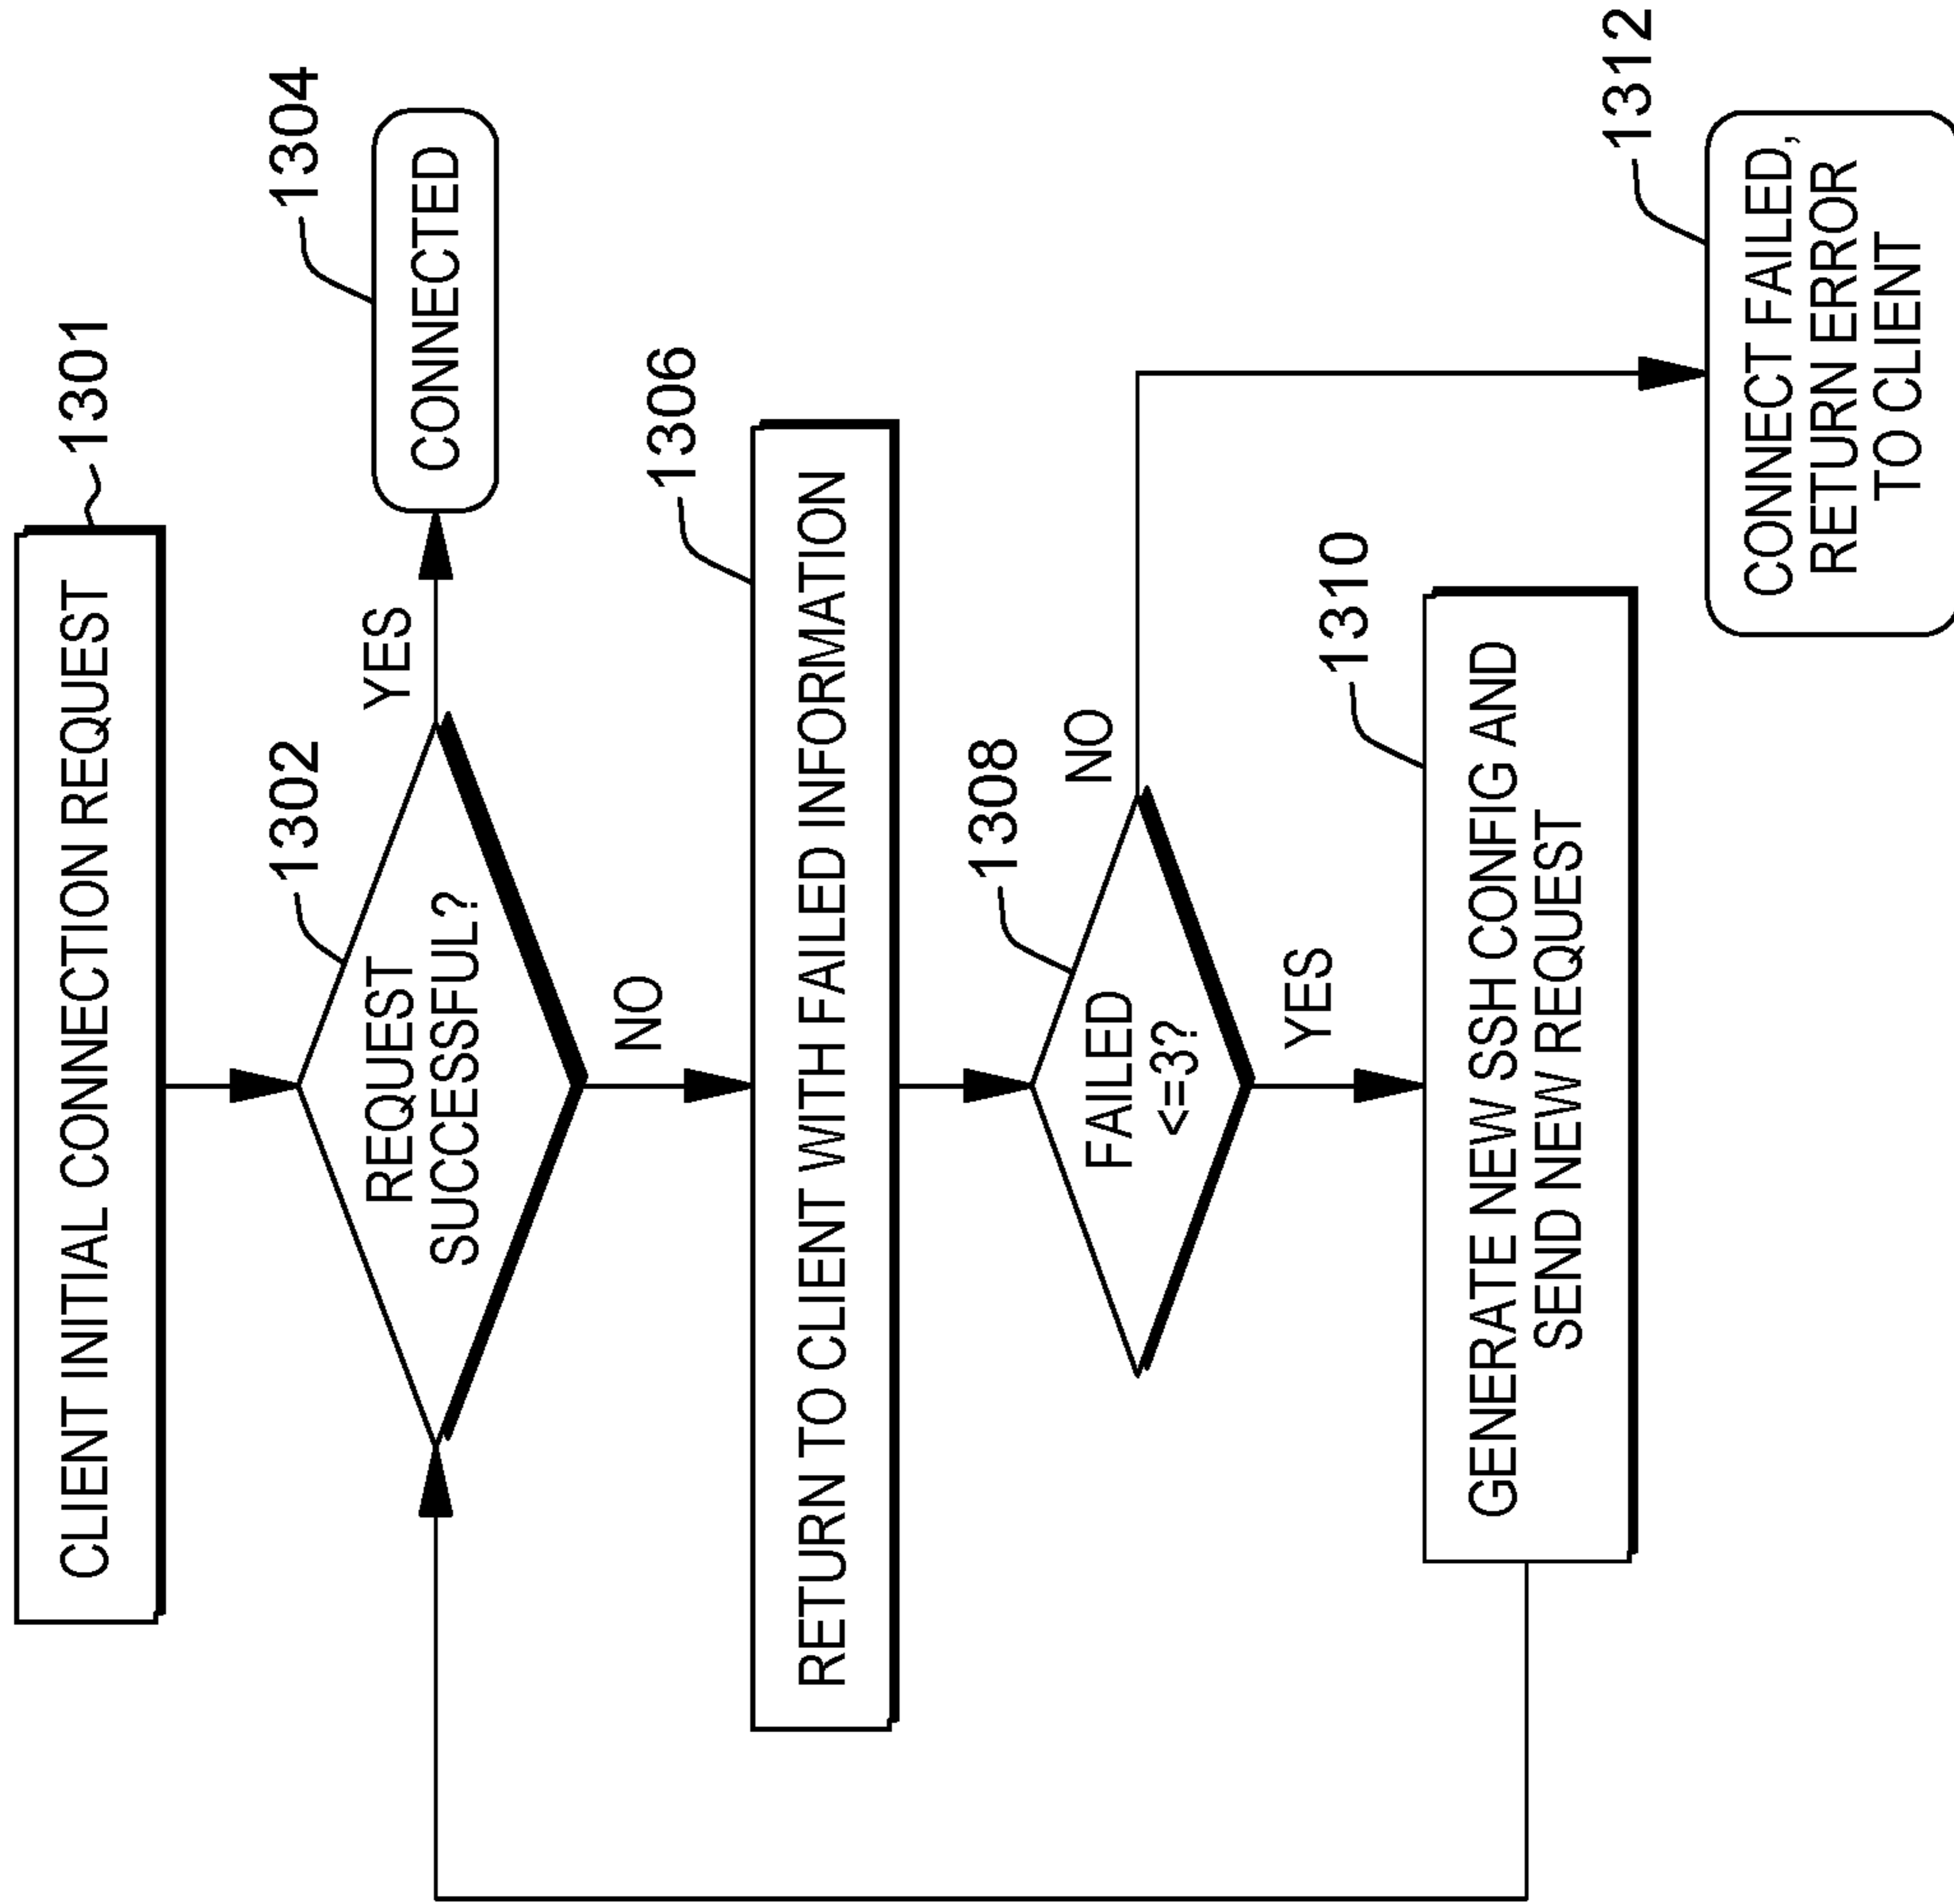 CLIENT INITIAL CONNECTION REQUEST
1301
REQUEST
SUCCESSFUL?
1302
YES
CONNECTED
1304
NO
RETURN TO CLIENT WITH FAILED INFORMATION
1306
FAILED
<=3?
1308
NO
YES
GENERATE NEW SSH CONFIG AND
SEND NEW REQUEST
1310
CONNECT FAILED,
RETURN ERROR
TO CLIENT
1312